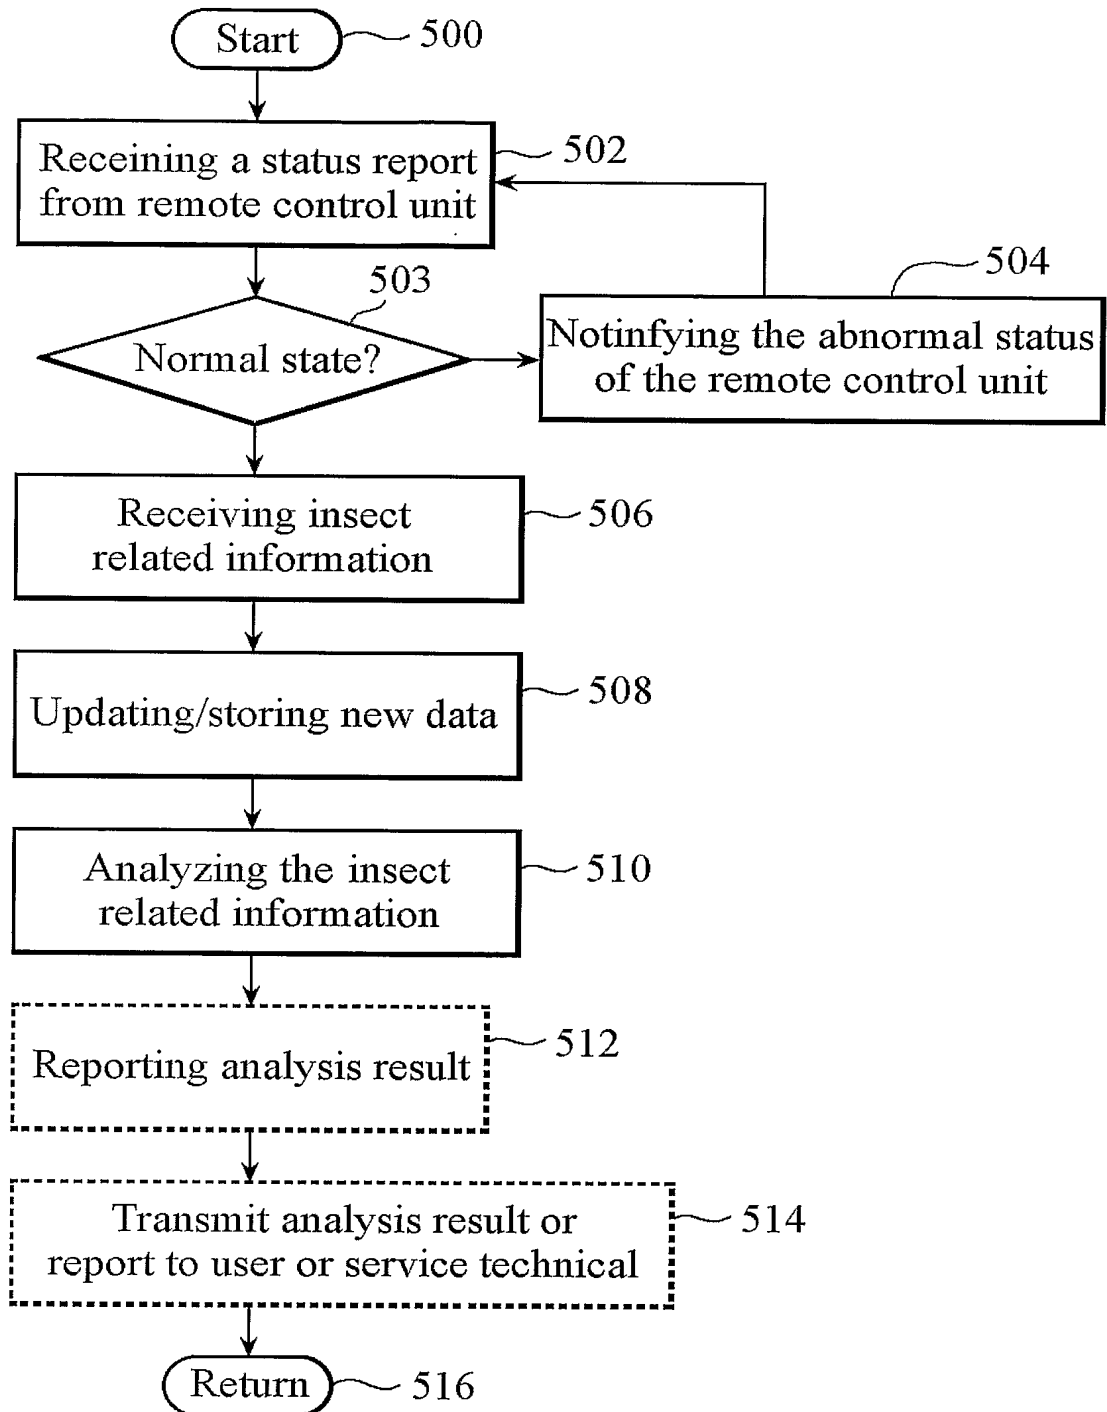 Start
500
Receining a status report
from remote control unit
502
503
Normal state?
504
Notinfying the abnormal status
of the remote control unit
Receiving insect
related information
506
Updating/storing new data
508
Analyzing the insect
related information
510
Reporting analysis result
512
Transmit analysis result or
report to user or service technical
514
Return
516